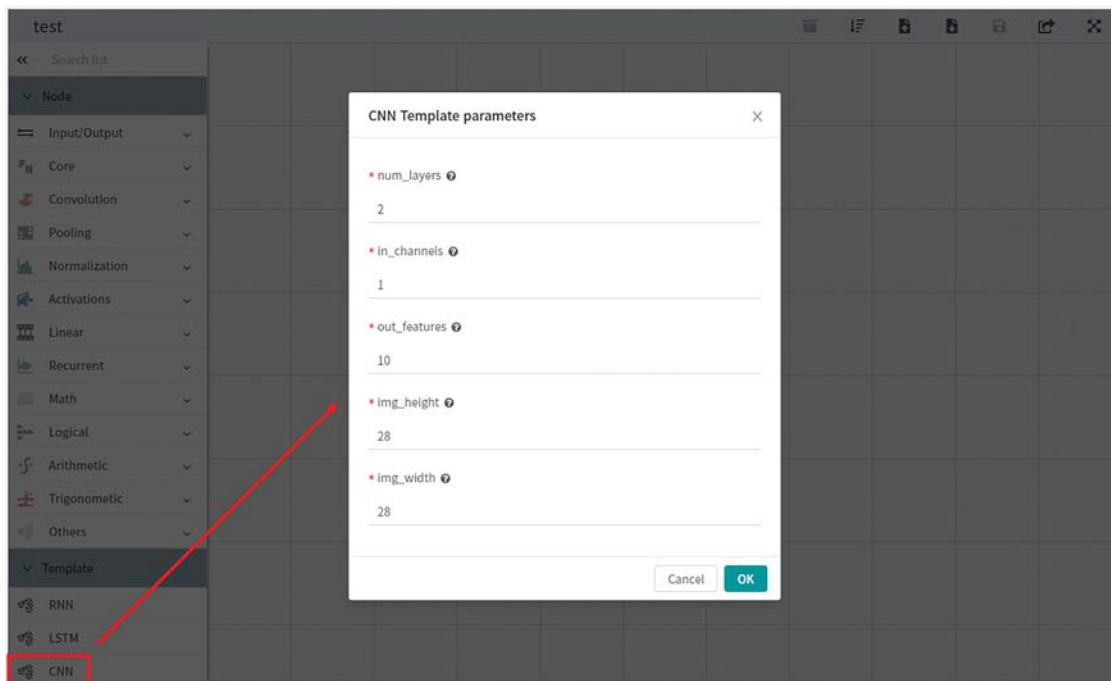 test
Search list
Node
Input/Output
Core
Convolution
Pooling
Normalization
Activations
Linear
Recurrent
Math
Logical
Arithmetic
Trigonometic
Others
Template
RNN
LSTM
CNN
CNN Template parameters
* num_layers
2
* in_channels
1
* out_features
10
* img_height
28
* img_width
28
Cancel
OK